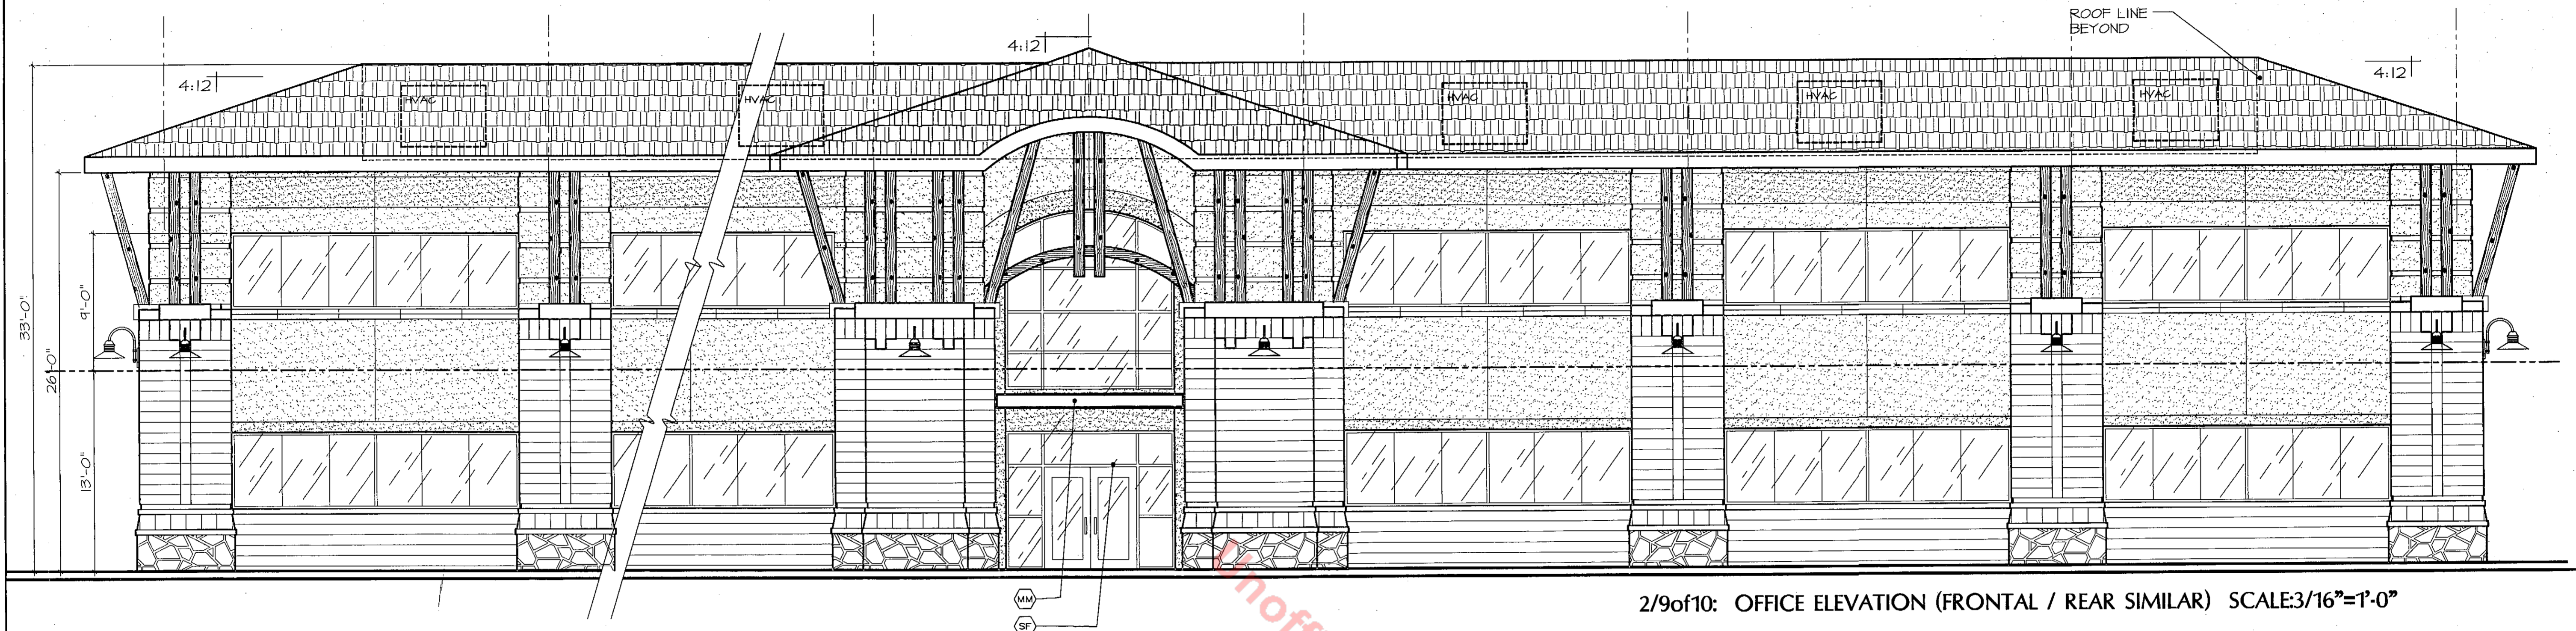 ROOF LINE
BEYOND
4:12
4:12
4:12
HVAC
HVAC
HVAC
HVAC
HVAC
33'-0"
26'-0"
9'-0"
13'-0"
MM
SF
Unoff
2/9of10: OFFICE ELEVATION (FRONTAL / REAR SIMILAR) SCALE:3/16"=1'-0"